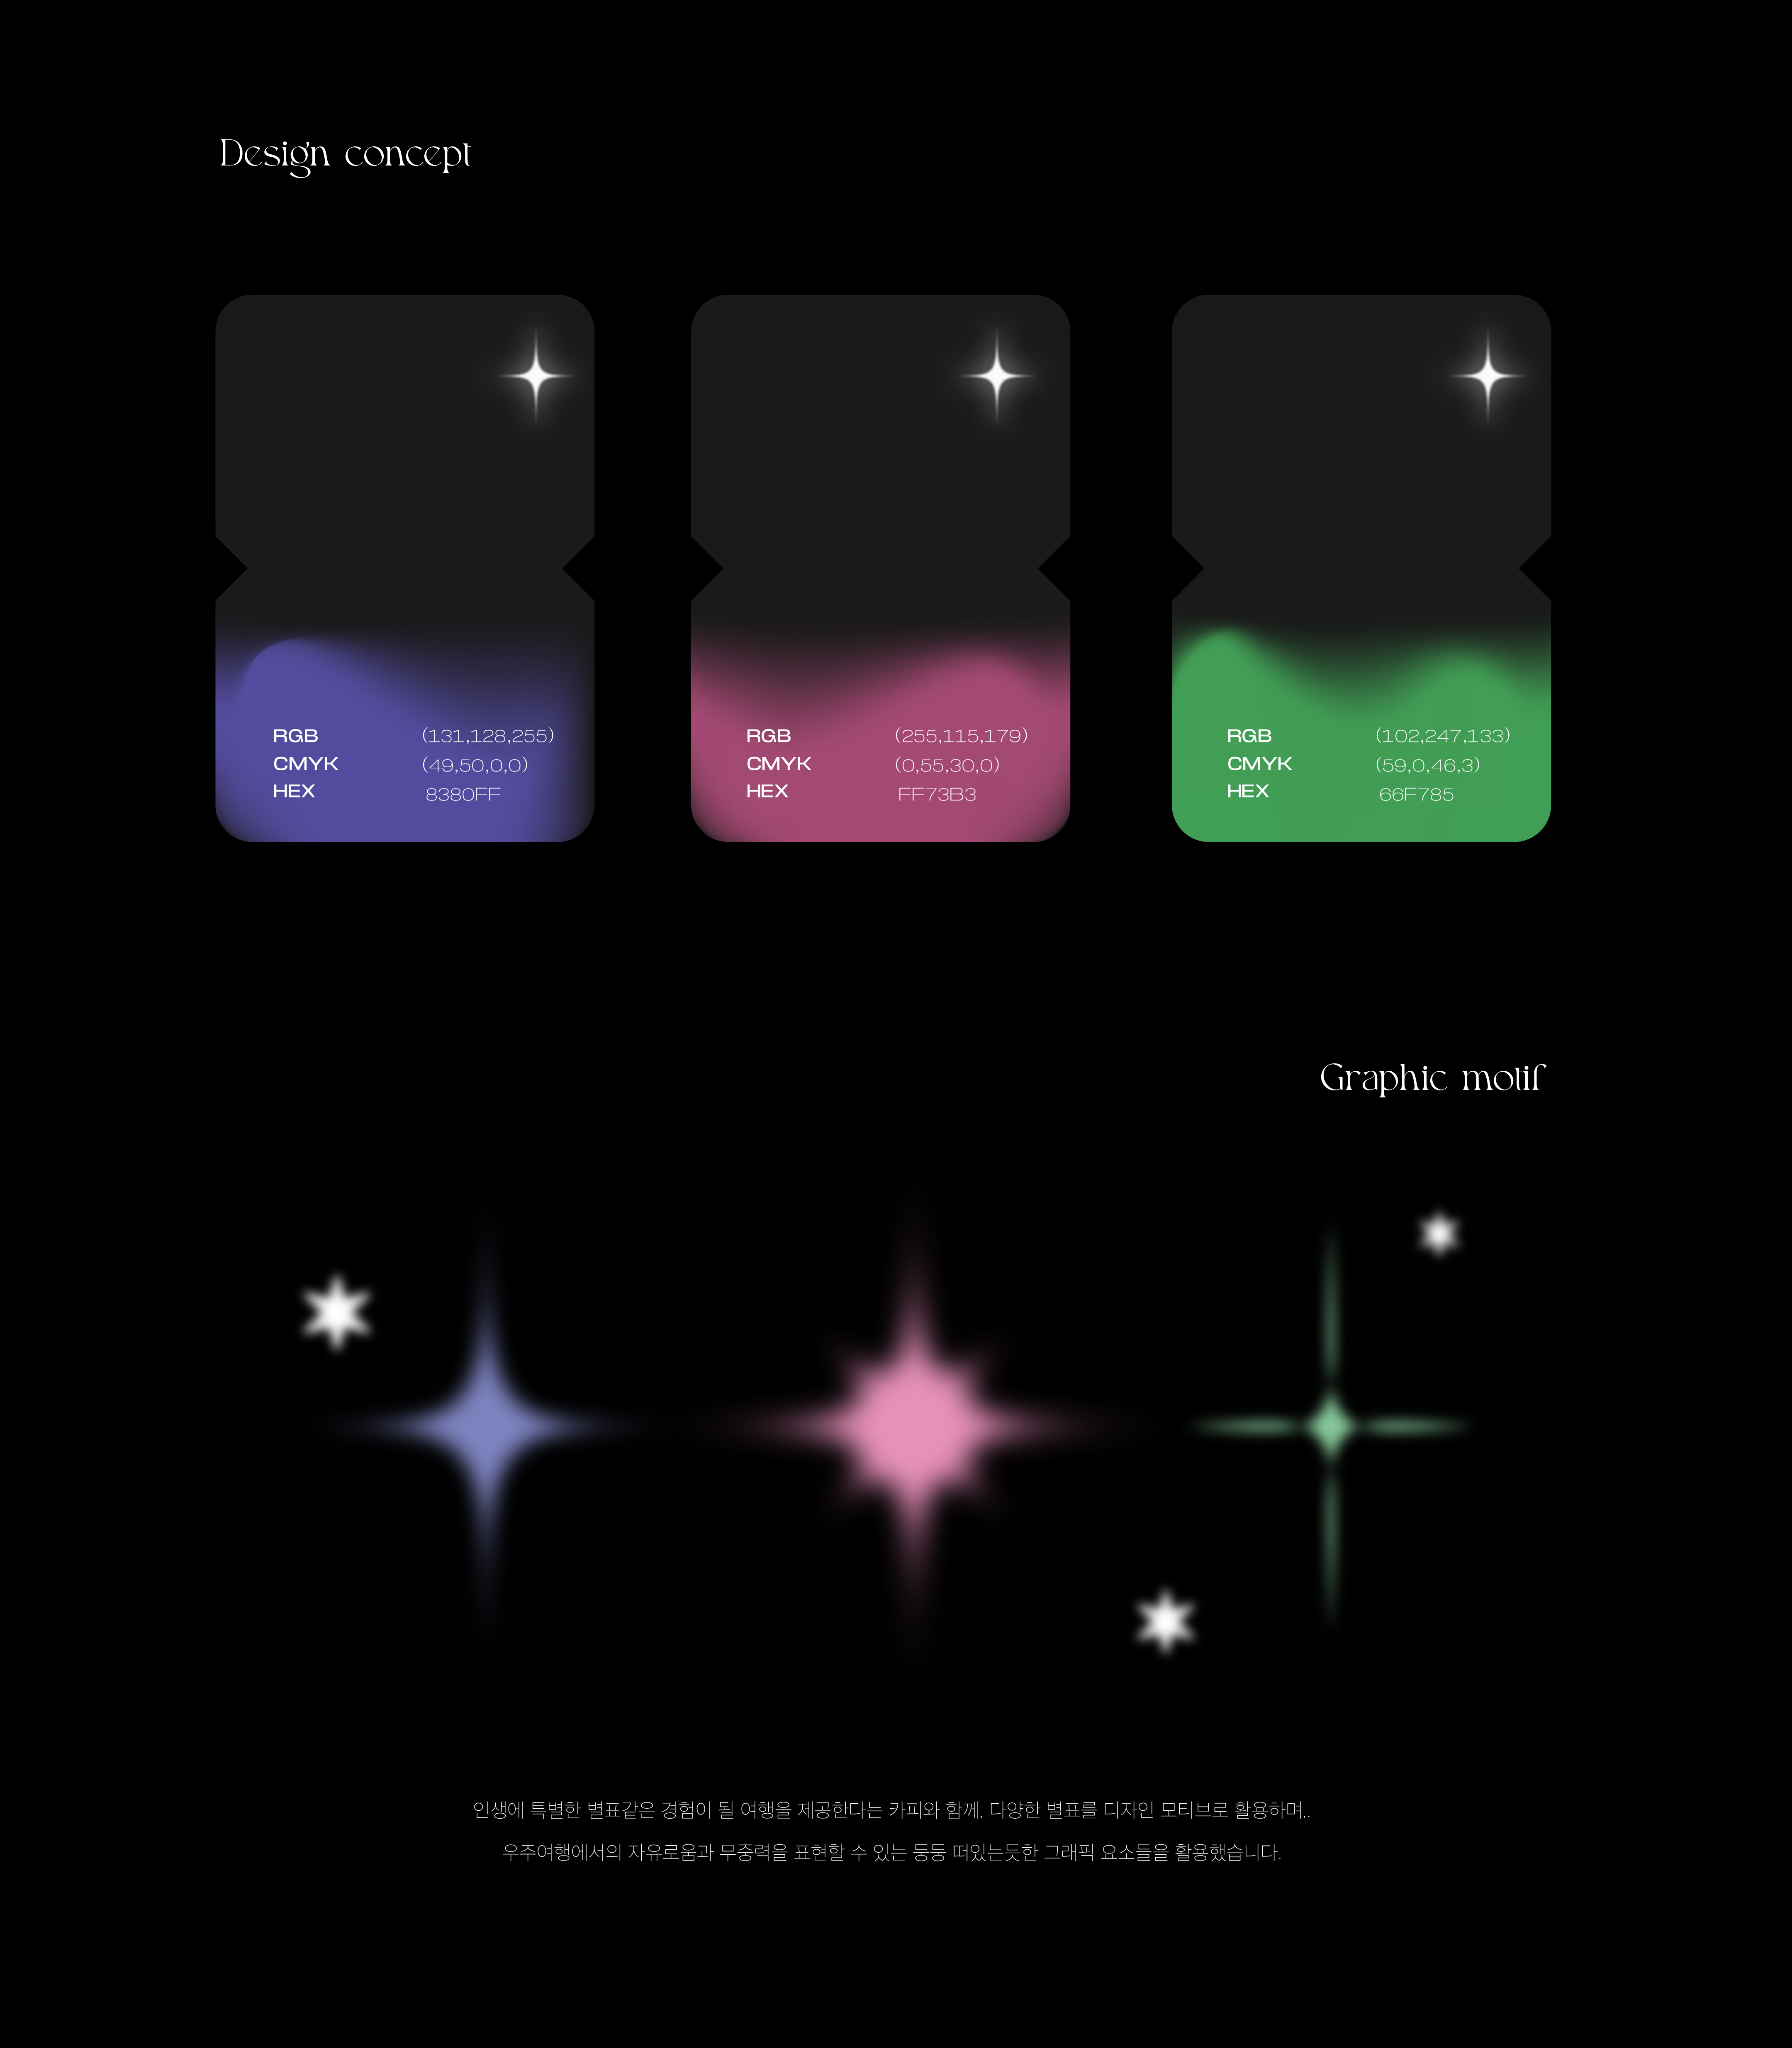 Design concept
RGB (131,128,255)
CMYK (49,50,0,0)
HEX 8380FF
RGB (255,115,179)
CMYK (0,55,30,0)
HEX FF73B3
RGB (102,247,133)
CMYK (59,0,46,3)
HEX 66F785
Graphic motif
인생에 특별한 별표같은 경험이 될 여행을 제공한다는 카피와 함께, 다양한 별표를 디자인 모티브로 활용하며,.
우주여행에서의 자유로움과 무중력을 표현할 수 있는 둥둥 떠있는듯한 그래픽 요소들을 활용했습니다.